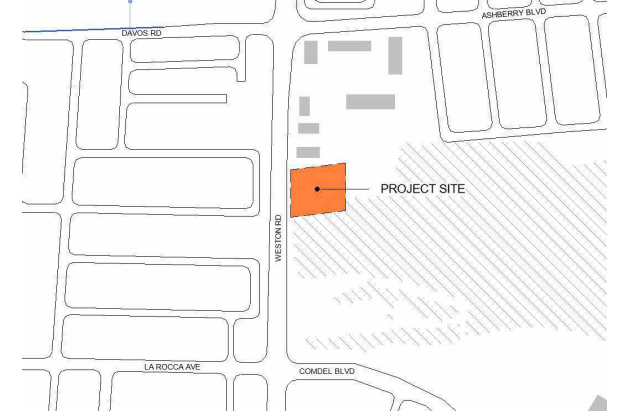 ASHBERRY BLVD
DAVOS RD
PROJECT SITE
WESTON RD
LA ROCCA AVE
COMDEL BLVD